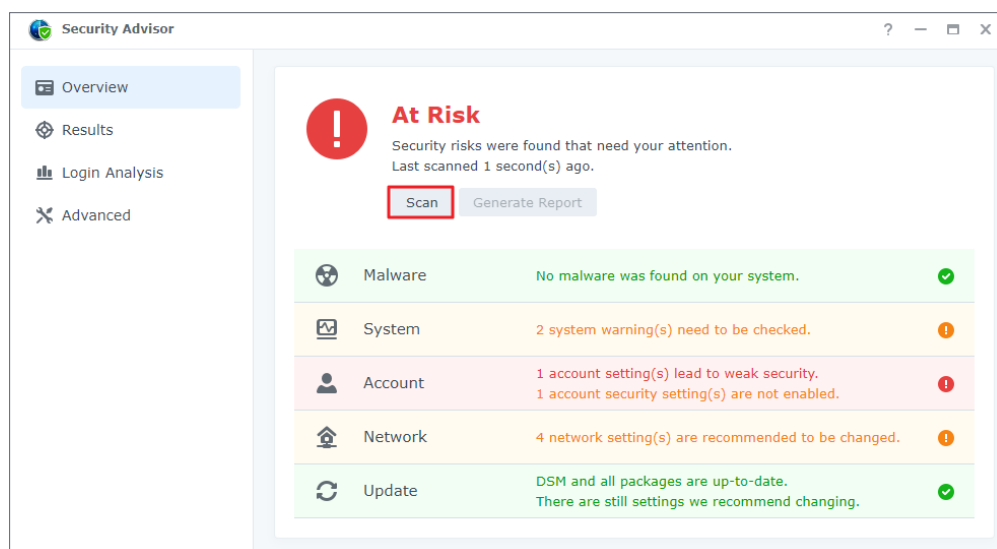 Security Advisor
?
Overview
Results
Login Analysis
Advanced
At Risk
Security risks were found that need your attention.
Last scanned 1 second(s) ago.
Scan
Generate Report
Malware
No malware was found on your system.
System
2 system warning(s) need to be checked.
Account
1 account setting(s) lead to weak security.
1 account security setting(s) are not enabled.
Network
4 network setting(s) are recommended to be changed.
Update
DSM and all packages are up-to-date.
There are still settings we recommend changing.